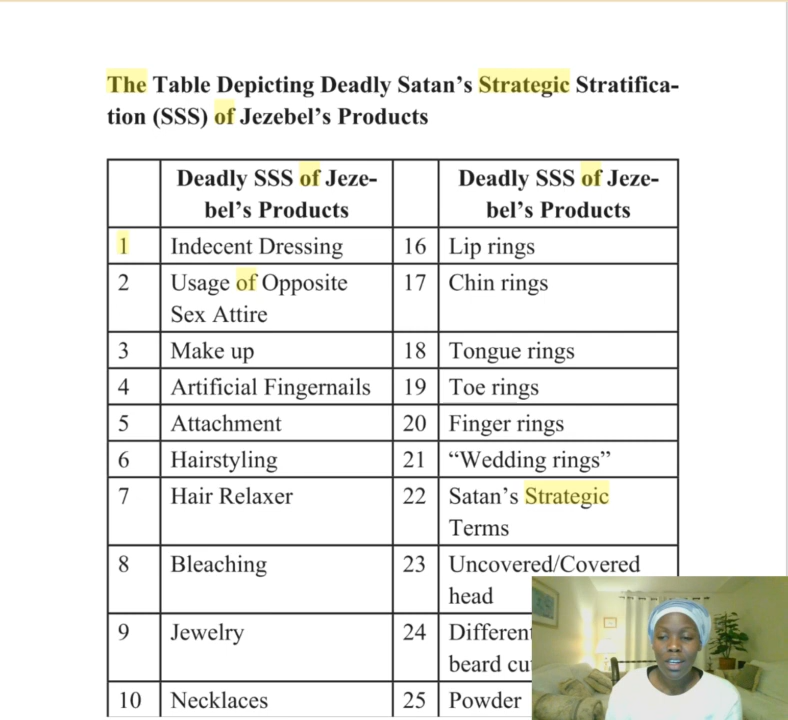 The Table Depicting Deadly Satan’s Strategic Stratifica-
tion (SSS) of Jezebel’s Products
Deadly SSS of Jeze-
bel’s Products
Deadly SSS of Jeze-
bel’s Products
1 Indecent Dressing 16 Lip rings
2 Usage of Opposite
Sex Attire
17 Chin rings
3 Make up 18 Tongue rings
4 Artificial Fingernails 19 Toe rings
5 Attachment 20 Finger rings
6 Hairstyling 21 “Wedding rings”
7 Hair Relaxer 22 Satan’s Strategic
Terms
8 Bleaching 23 Uncovered/Covered
head
9 Jewelry 24
beard
10 Necklaces 25 Powder